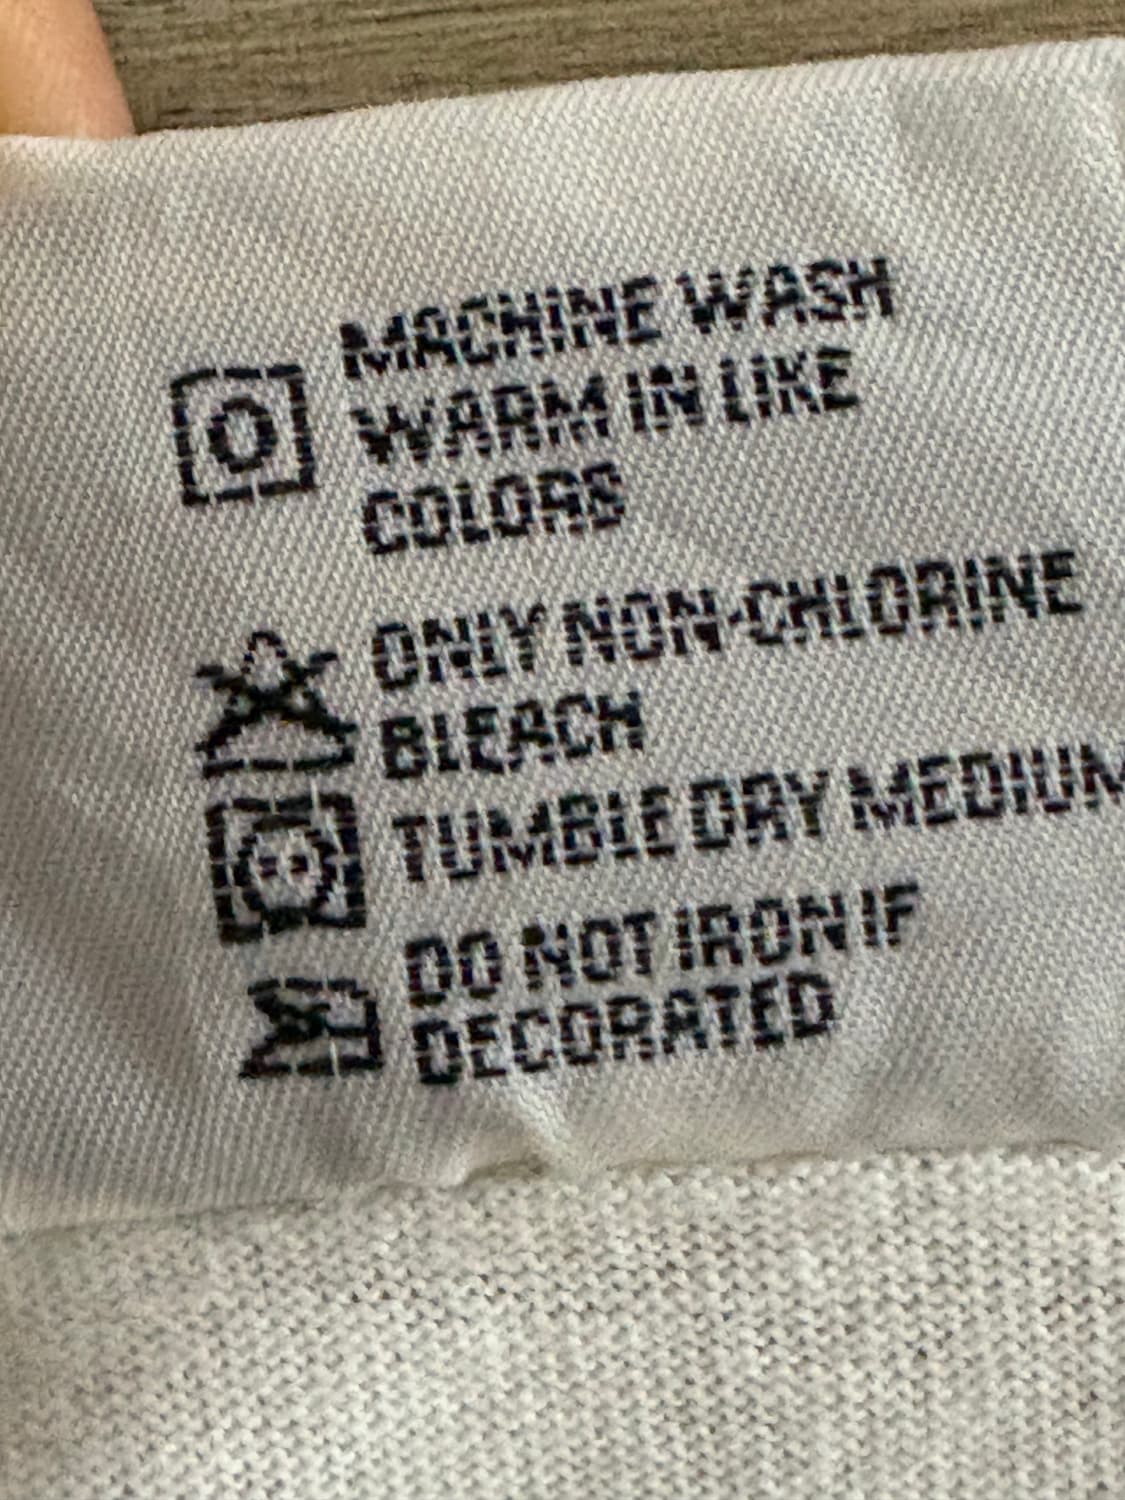 MACHINE WASH
WARM IN LIKE
COLORS
ONLY NON-CHLORINE
BLEACH
TUMBLE DRY MEDIUM
DO NOT IRON IF
DECORATED